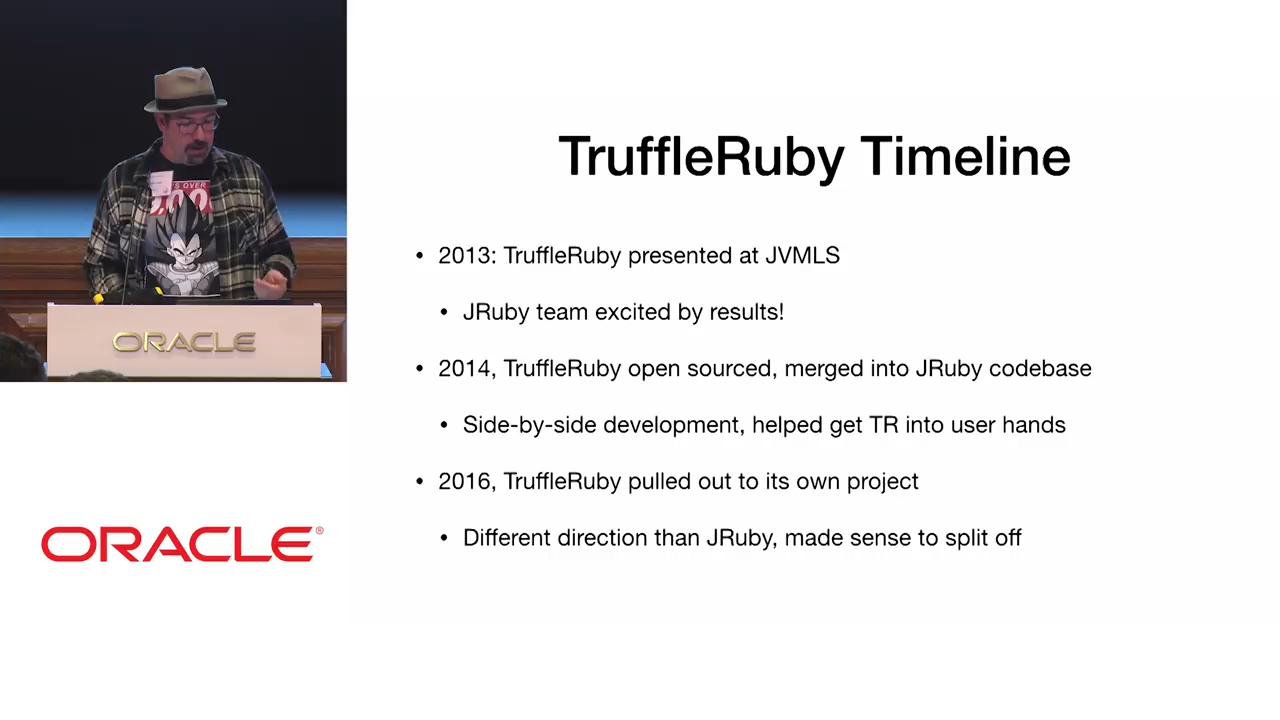 TruffleRuby Timeline
• 2013: TruffleRuby presented at JVMLS
• JRuby team excited by results!
• 2014, TruffleRuby open sourced, merged into JRuby codebase
• Side-by-side development, helped get TR into user hands
• 2016, TruffleRuby pulled out to its own project
• Different direction than JRuby, made sense to split off
OVER
ORACLE
ORACLE®